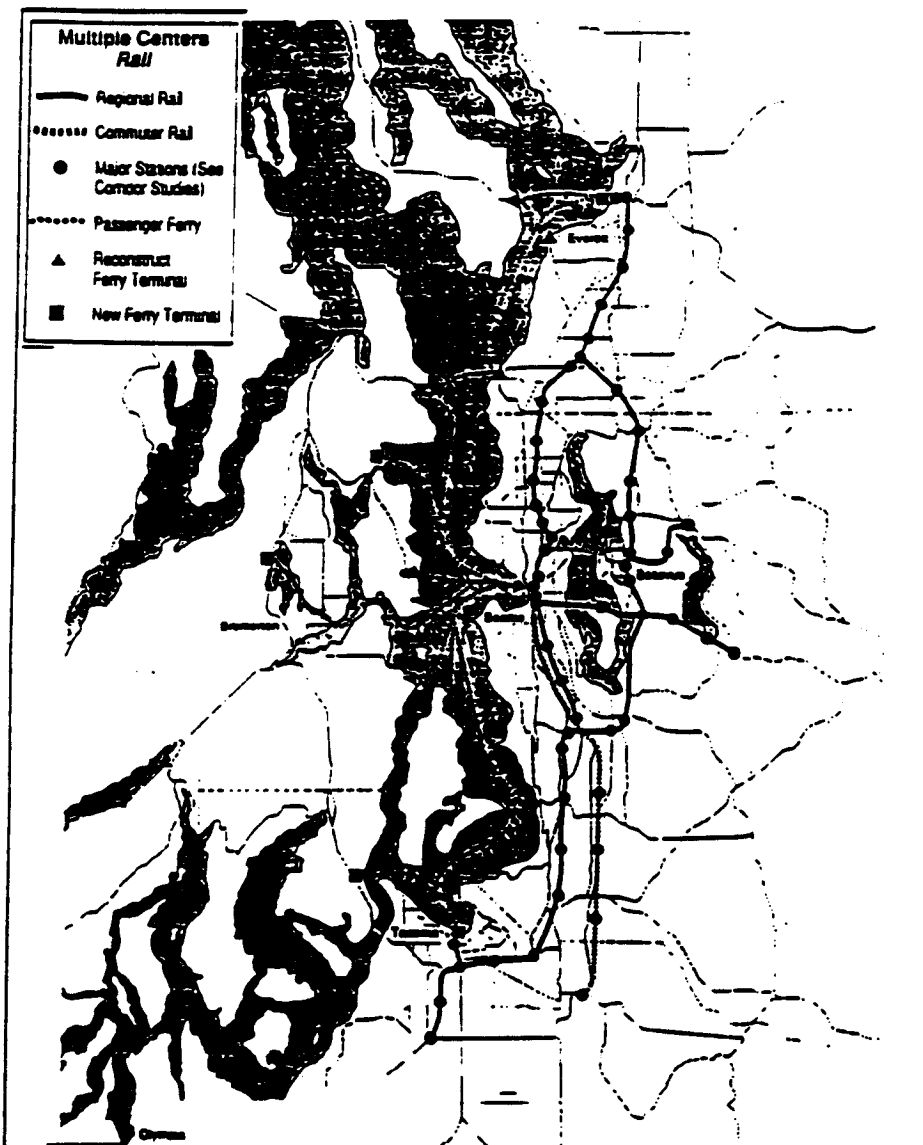 Multiple Centers
Rail
Regional Rail
Commuter Rail
Major Stations (See
Corridor Studies)
Passenger Ferry
Reconstruct
Ferry Terminal
New Ferry Terminal
Everett
Bremerton
Seattle
Tacoma
Olympia